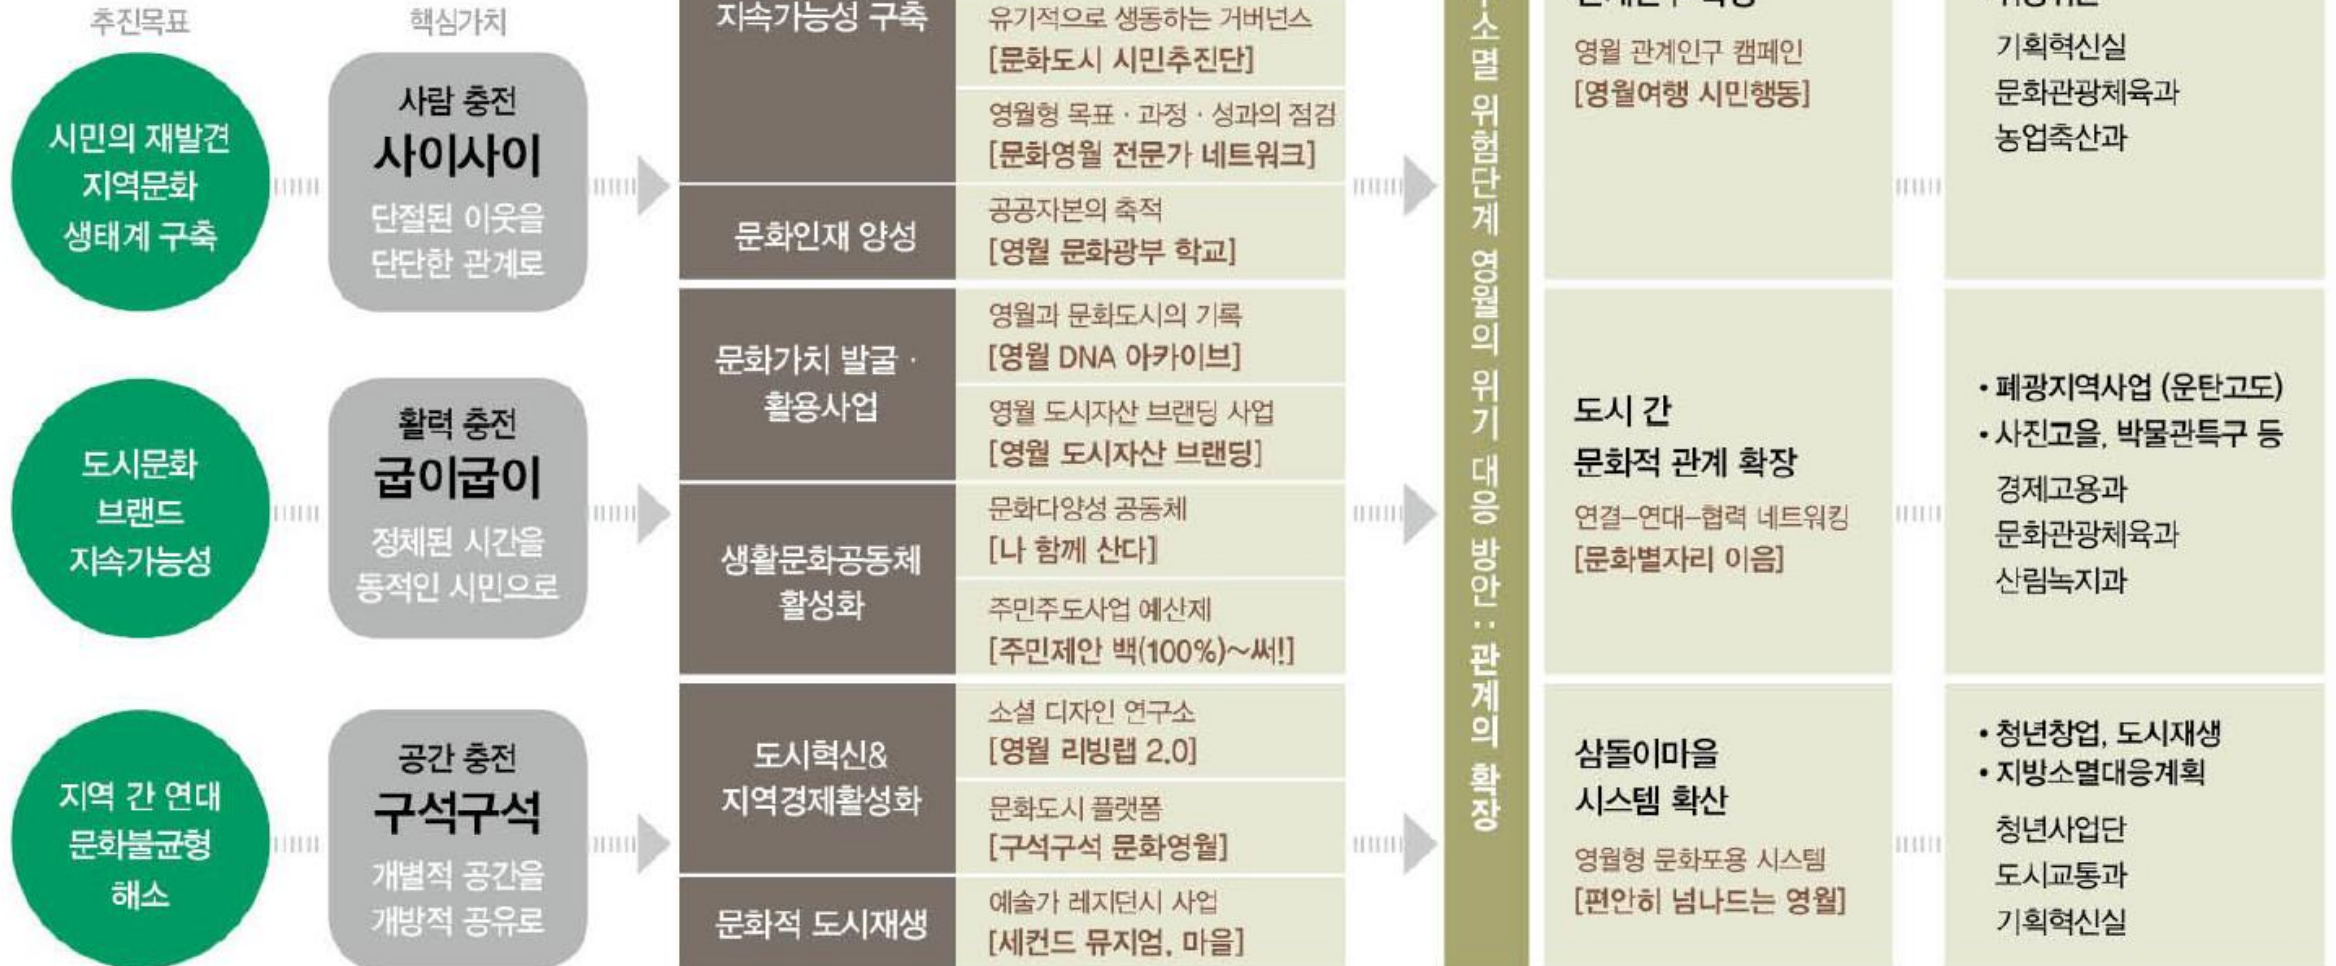 추진목표
핵심가치
시민의 재발견
지역문화
생태계 구축
사람 충전
사이사이
단절된 이웃을
단단한 관계로
지속가능성 구축
유기적으로 생동하는 거버넌스
[문화도시 시민추진단]
영월형 목표 · 과정 · 성과의 점검
[문화영월 전문가 네트워크]
문화인재 양성
공공자본의 축적
[영월 문화광부 학교]
영월 관계인구 캠페인
[영월여행 시민행동]
기획혁신실
문화관광체육과
농업축산과
도시문화
브랜드
지속가능성
활력 충전
굽이굽이
정체된 시간을
동적인 시민으로
문화가치 발굴 ·
활용사업
영월과 문화도시의 기록
[영월 DNA 아카이브]
영월 도시자산 브랜딩 사업
[영월 도시자산 브랜딩]
생활문화공동체
활성화
문화다양성 공동체
[나 함께 산다]
주민주도사업 예산제
[주민제안 백(100%)~써!]
소멸 위험단계 영월의 위기 대응 방안 : 관계의 확장
도시 간
문화적 관계 확장
연결-연대-협력 네트워킹
[문화별자리 이음]
• 폐광지역사업 (운탄고도)
• 사진고을, 박물관특구 등
경제고용과
문화관광체육과
산림녹지과
지역 간 연대
문화불균형
해소
공간 충전
구석구석
개별적 공간을
개방적 공유로
도시혁신&
지역경제활성화
소셜 디자인 연구소
[영월 리빙랩 2.0]
문화도시 플랫폼
[구석구석 문화영월]
문화적 도시재생
예술가 레지던시 사업
[세컨드 뮤지엄, 마을]
삼돌이마을
시스템 확산
영월형 문화포용 시스템
[편안히 넘나드는 영월]
• 청년창업, 도시재생
• 지방소멸대응계획
청년사업단
도시교통과
기획혁신실